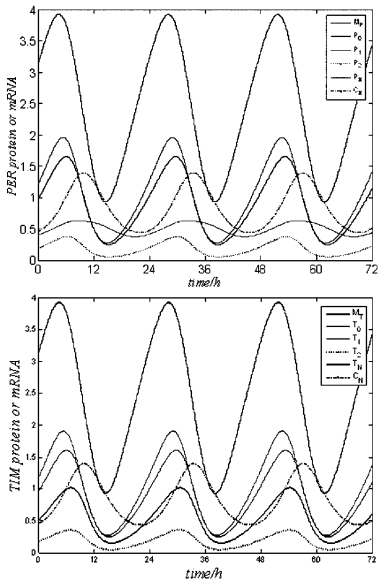 PER protein or mRNA
4
3.5
3
2.5
2
1.5
1
0.5
0
0 12 24 36 48 60 72
time/h
M_P
P_0
P_1
P_2
P_N
C_N
TIM protein or mRNA
4
3.5
3
2.5
2
1.5
1
0.5
0
0 12 24 36 48 60 72
time/h
M_T
T_0
T_1
T_2
T_N
C_N